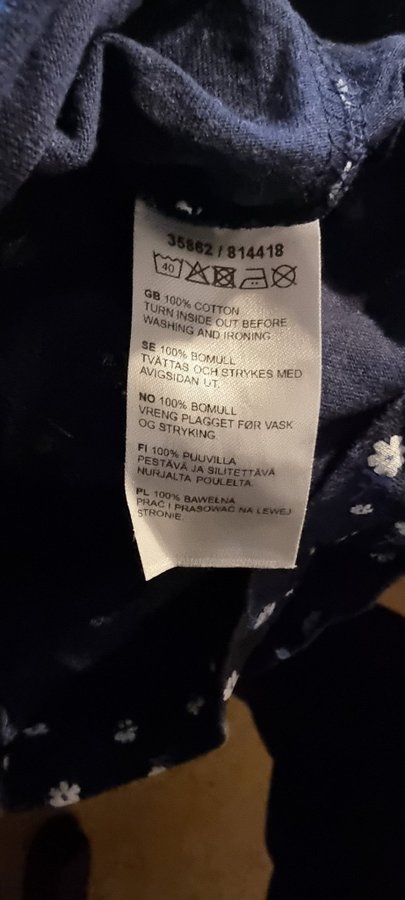 35862 / 814418
40
GB 100% COTTON
TURN INSIDE OUT BEFORE
WASHING AND IRONING
SE 100% BOMULL
TVÄTTAS OCH STRYKES MED
AVIGSIDAN UT.
NO 100% BOMULL
VRENG PLAGGET FØR VASK
OG STRYKING
FI 100% PUUVILLA
PESTÄVÄ JA SILITETTÄVÄ
NURJALTA POULELTA.
PL 100% BAWEŁNA
PRAĆ I PRASOWAĆ NA LEWEJ
STRONIE.